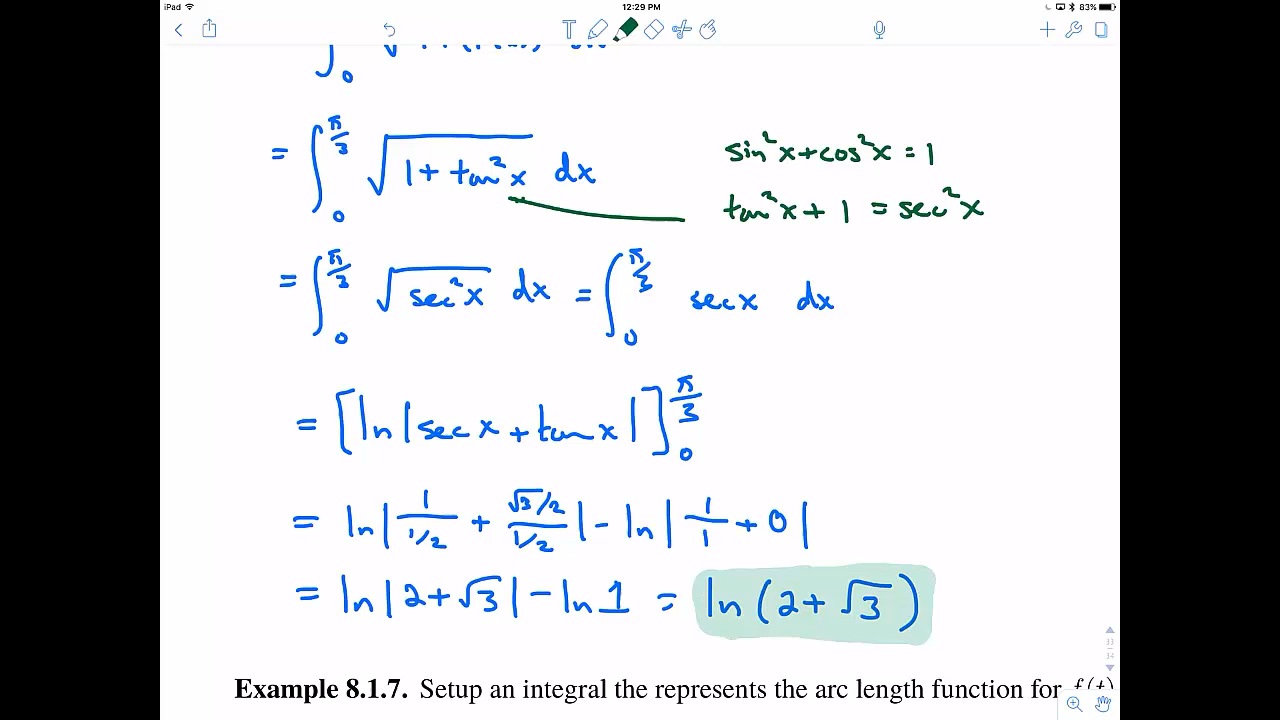 iPad 12:29 PM 83%
T
= ∫₀^(π/3) √(1 + tan²x) dx
sin²x + cos²x = 1
tan²x + 1 = sec²x
= ∫₀^(π/3) √(sec²x) dx = ∫₀^(π/3) sec x dx
= [ln|sec x + tan x|]₀^(π/3)
= ln|1/(1/2) + (√3/2)/(1/2)| - ln|1/1 + 0|
= ln|2 + √3| - ln 1 = ln(2 + √3)
33
34
Example 8.1.7. Setup an integral the represents the arc length function for f(t)